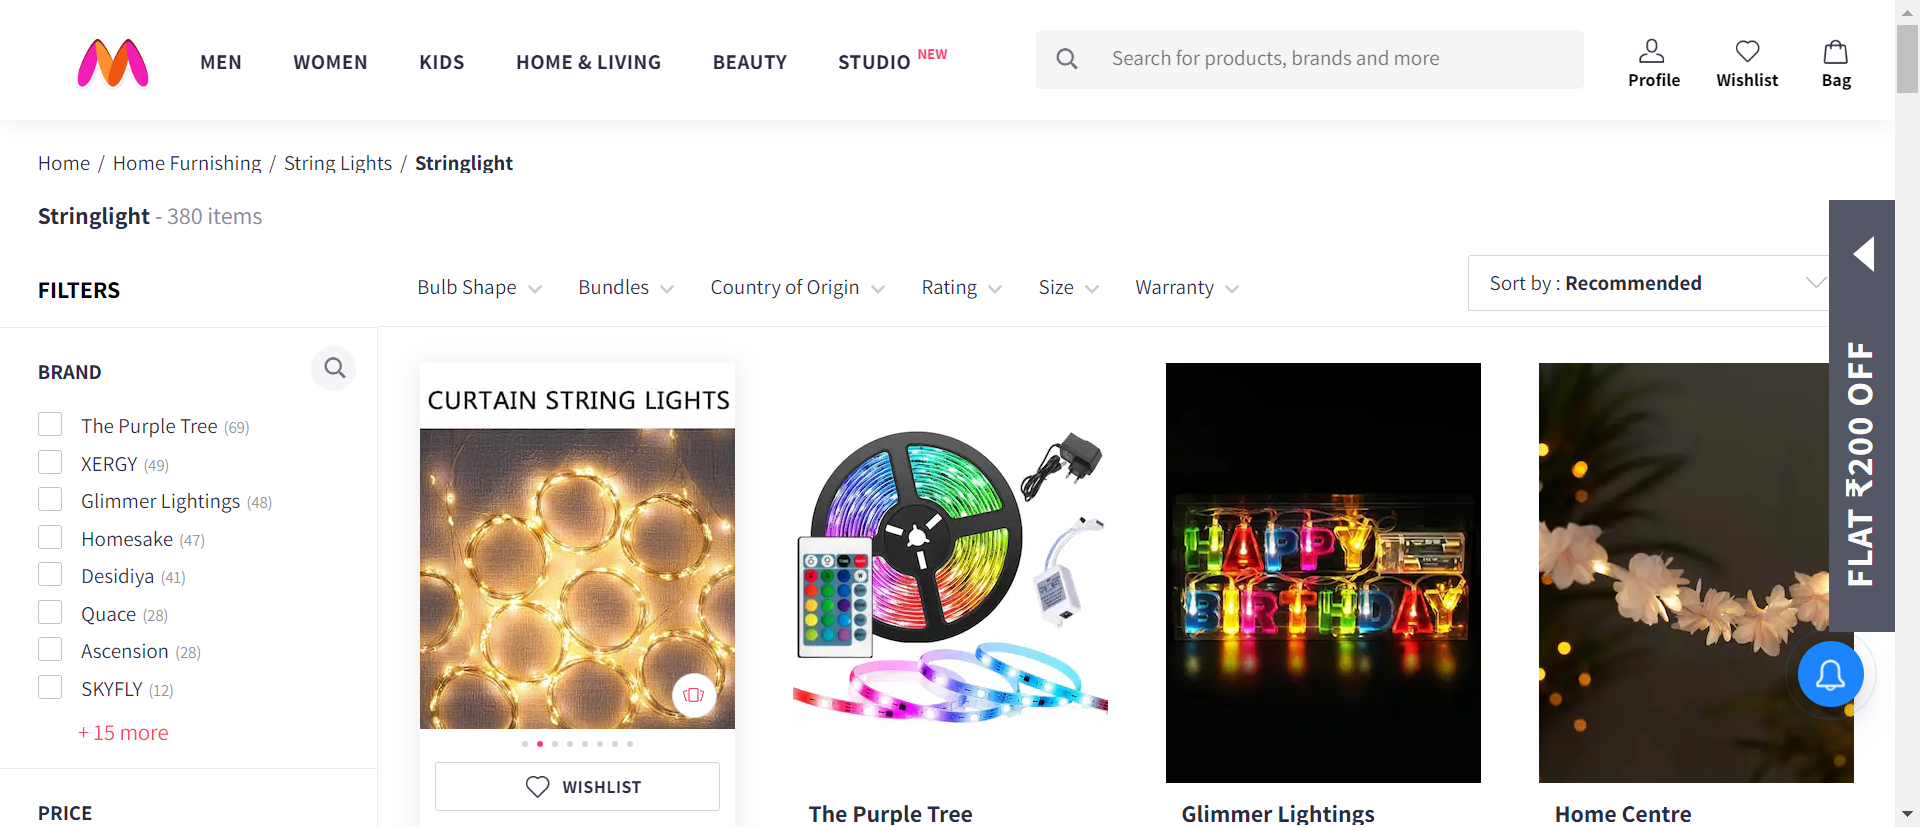 MEN WOMEN KIDS HOME & LIVING BEAUTY STUDIO NEW
Search for products, brands and more
Profile Wishlist Bag
Home / Home Furnishing / String Lights / Stringlight
Stringlight - 380 items
FILTERS
Bulb Shape Bundles Country of Origin Rating Size Warranty
Sort by : Recommended
BRAND
The Purple Tree (69)
XERGY (49)
Glimmer Lightings (48)
Homesake (47)
Desidiya (41)
Quace (28)
Ascension (28)
SKYFLY (12)
+ 15 more
PRICE
CURTAIN STRING LIGHTS
WISHLIST
The Purple Tree
HAPPY
BIRTHDAY
Glimmer Lightings
Home Centre
FLAT ₹200 OFF